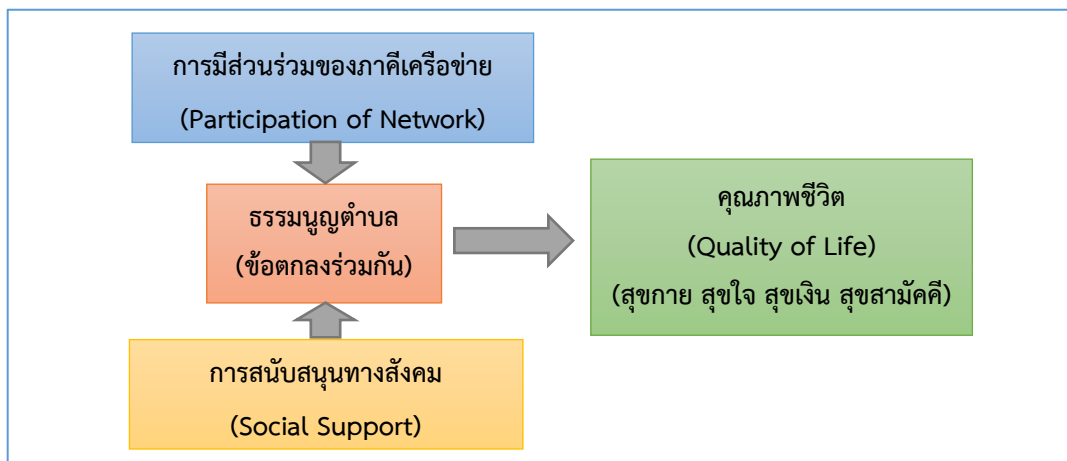 การมีส่วนร่วมของภาคีเครือข่าย
(Participation of Network)
ธรรมนูญตำบล
(ข้อตกลงร่วมกัน)
คุณภาพชีวิต
(Quality of Life)
(สุขกาย สุขใจ สุขเงิน สุขสามัคคี)
การสนับสนุนทางสังคม
(Social Support)